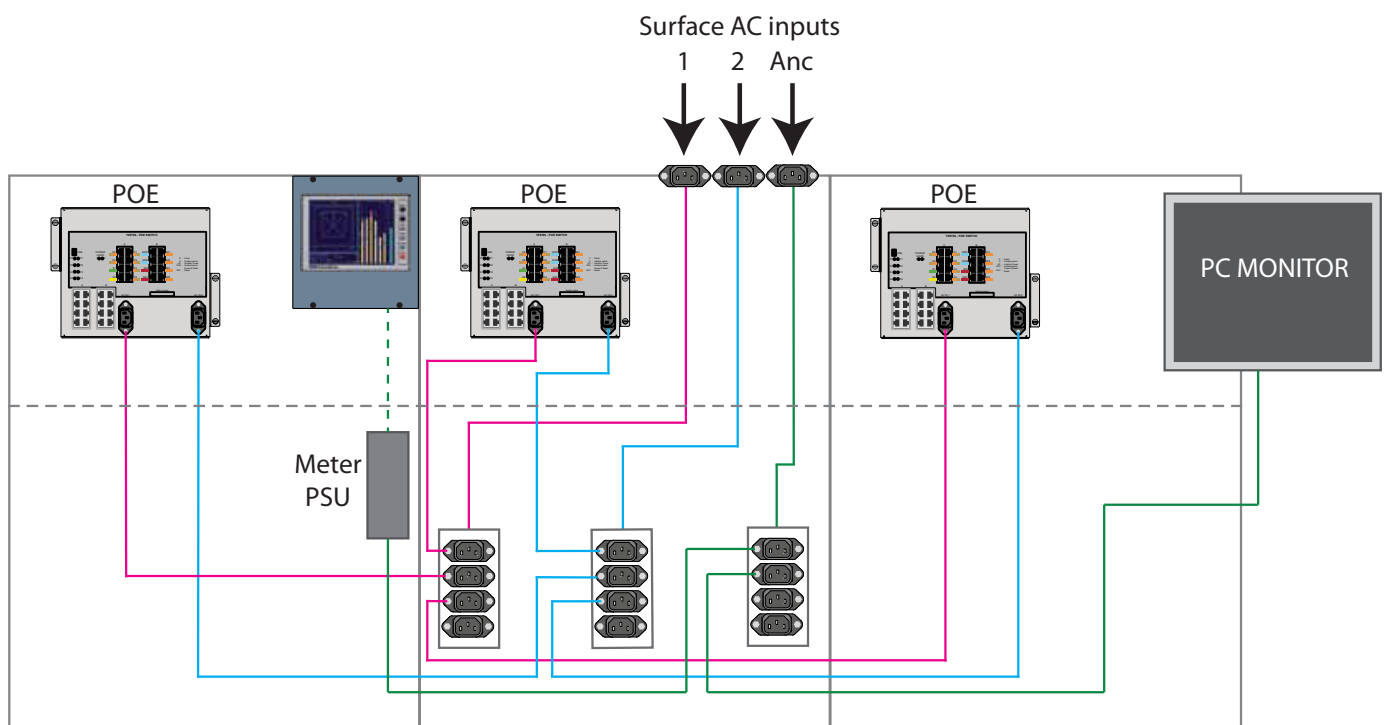 Surface AC inputs
1 2 Anc
POE
POE
POE
PC MONITOR
Meter
PSU